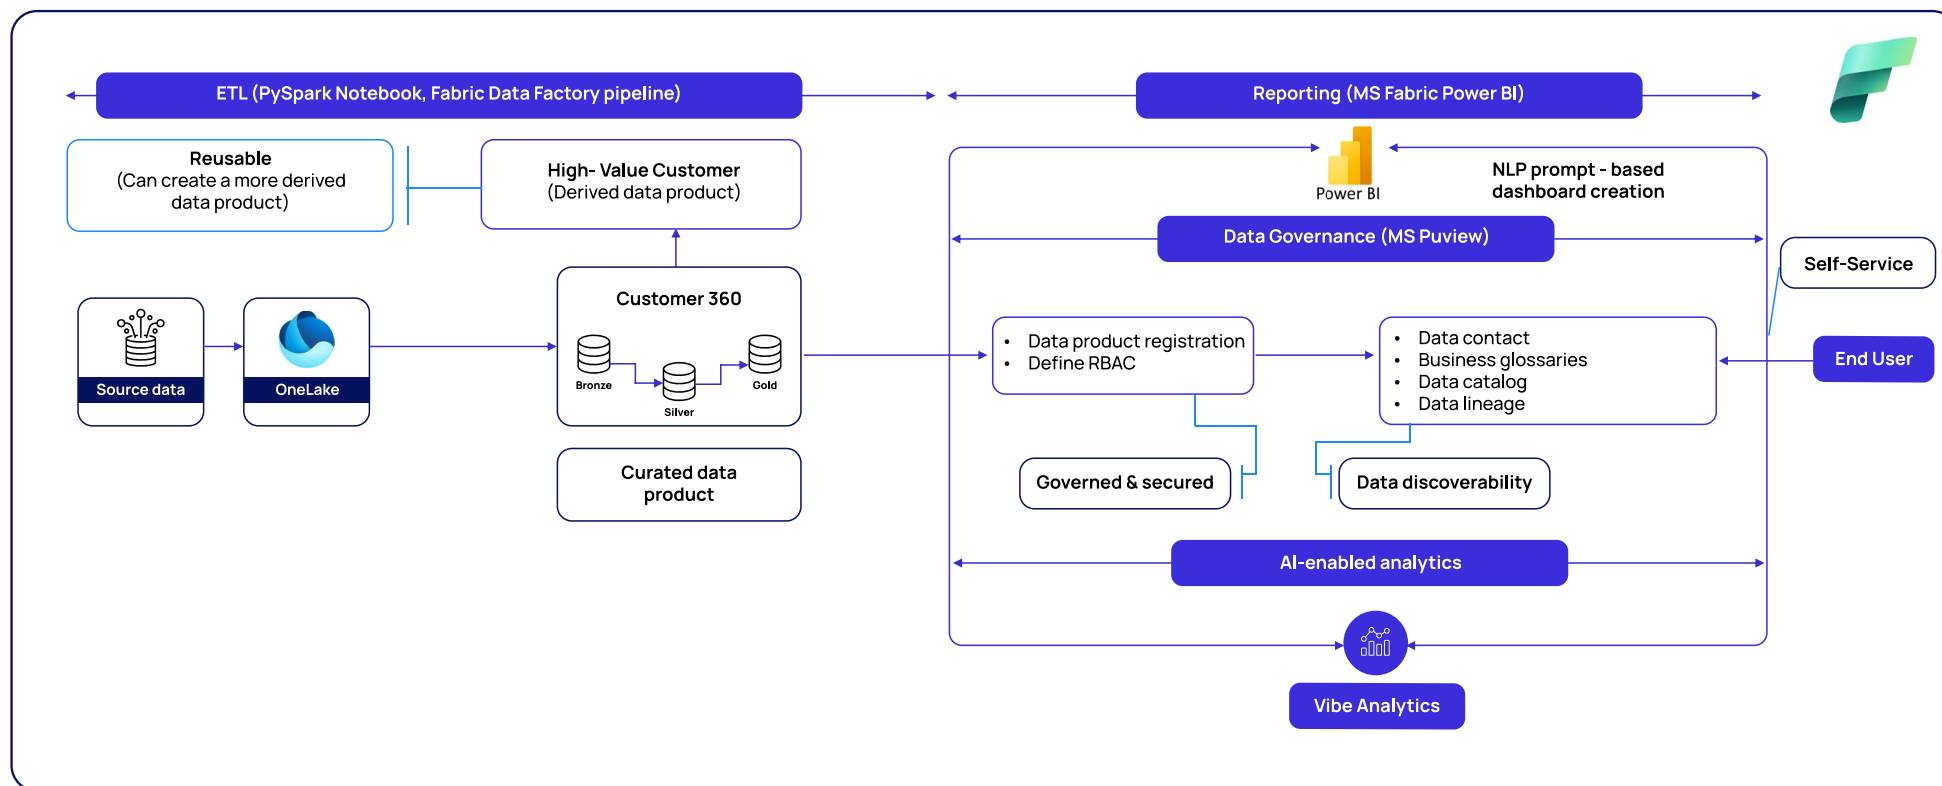 ETL (PySpark Notebook, Fabric Data Factory pipeline)
Reporting (MS Fabric Power BI)
Reusable
(Can create a more derived
data product)
High- Value Customer
(Derived data product)
Power BI
NLP prompt - based
dashboard creation
Data Governance (MS Puview)
Self-Service
Source data
OneLake
Customer 360
Bronze
Silver
Gold
• Data product registration
• Define RBAC
• Data contact
• Business glossaries
• Data catalog
• Data lineage
End User
Curated data
product
Governed & secured
Data discoverability
AI-enabled analytics
Vibe Analytics